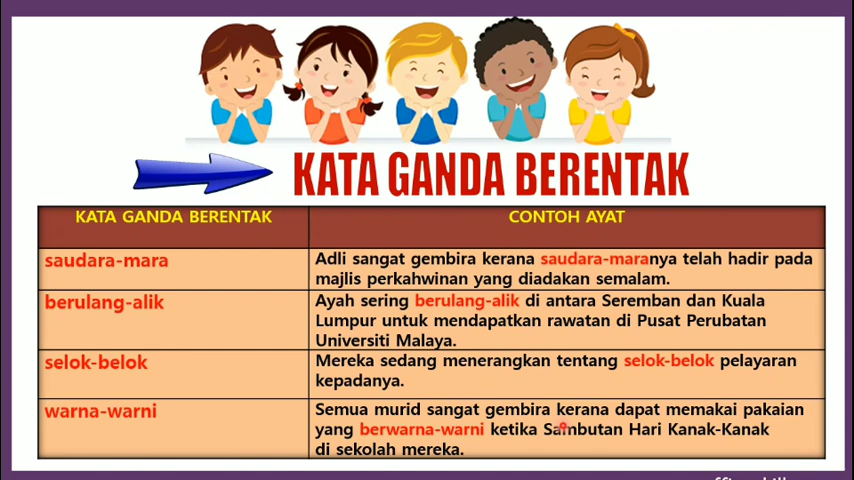 KATA GANDA BERENTAK
KATA GANDA BERENTAK
CONTOH AYAT
saudara-mara
Adli sangat gembira kerana saudara-maranya telah hadir pada
majlis perkahwinan yang diadakan semalam.
berulang-alik
Ayah sering berulang-alik di antara Seremban dan Kuala
Lumpur untuk mendapatkan rawatan di Pusat Perubatan
Universiti Malaya.
selok-belok
Mereka sedang menerangkan tentang selok-belok pelayaran
kepadanya.
warna-warni
Semua murid sangat gembira kerana dapat memakai pakaian
yang berwarna-warni ketika Sambutan Hari Kanak-Kanak
di sekolah mereka.